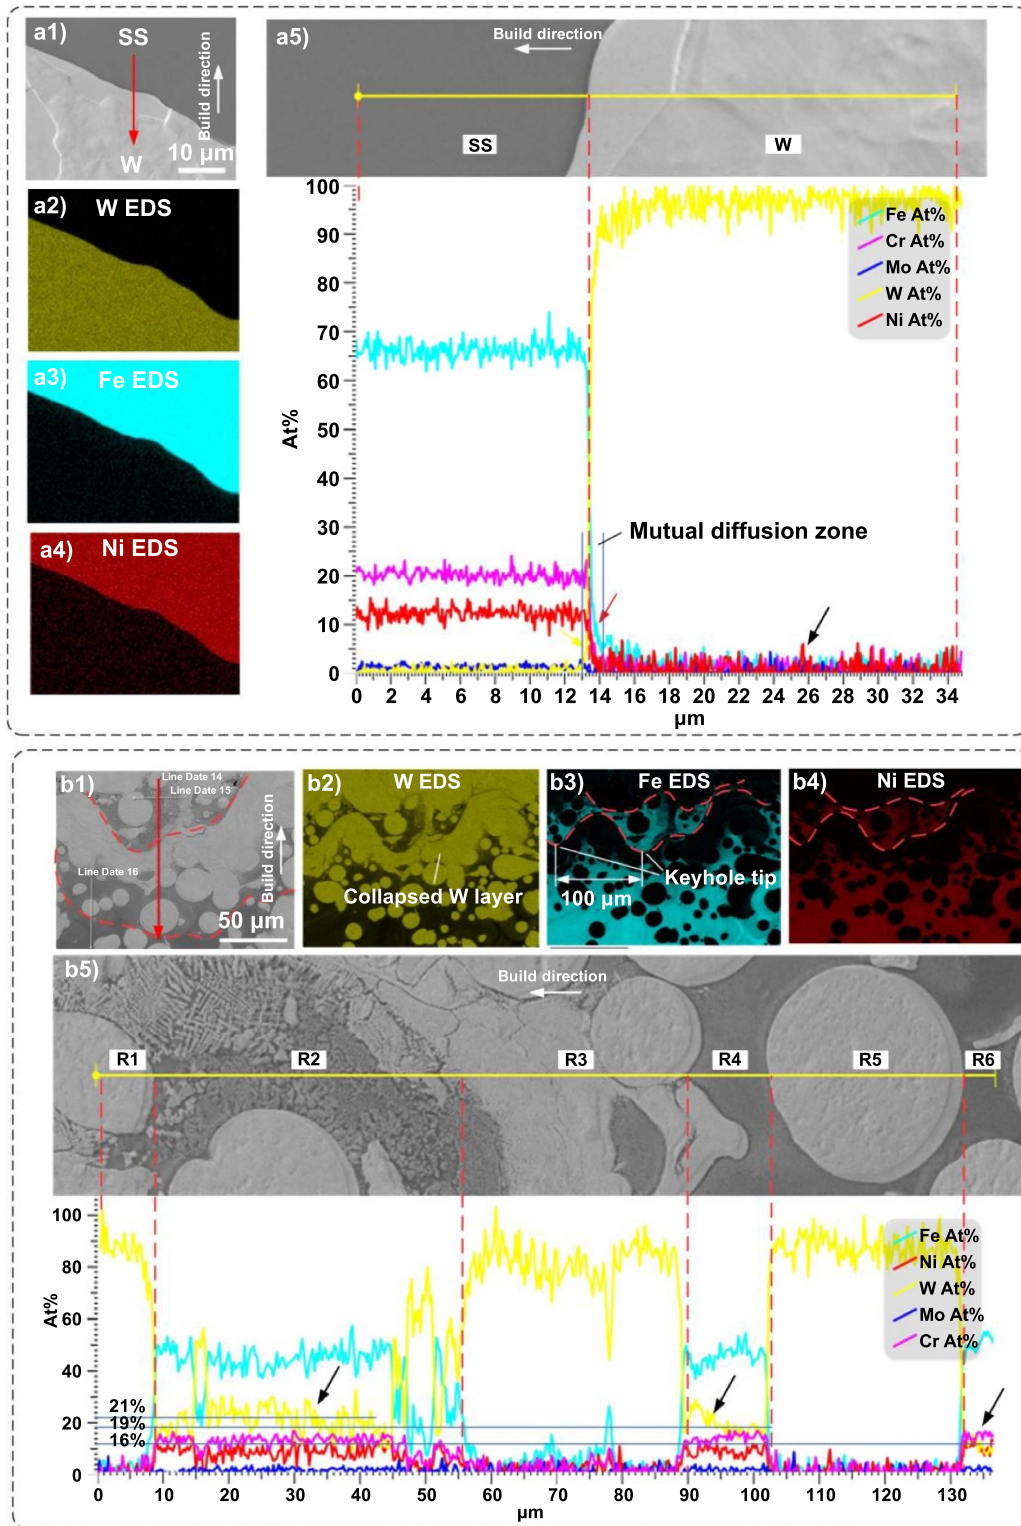 a1)
SS
Build direction
W
10 μm
a2)
W EDS
a3)
Fe EDS
a4)
Ni EDS
a5)
Build direction
SS
W
100
90
80
70
60
50
40
30
20
10
0
At%
Fe At%
Cr At%
Mo At%
W At%
Ni At%
Mutual diffusion zone
0 2 4 6 8 10 12 14 16 18 20 22 24 26 28 30 32 34
μm
b1)
Line Date 14
Line Date 15
Line Date 16
Build direction
50 μm
b2)
W EDS
Collapsed W layer
b3)
Fe EDS
Keyhole tip
100 μm
b4)
Ni EDS
b5)
Build direction
R1
R2
R3
R4
R5
R6
100
80
60
40
20
0
At%
21%
19%
16%
Fe At%
Ni At%
W At%
Mo At%
Cr At%
0 10 20 30 40 50 60 70 80 90 100 110 120 130
μm